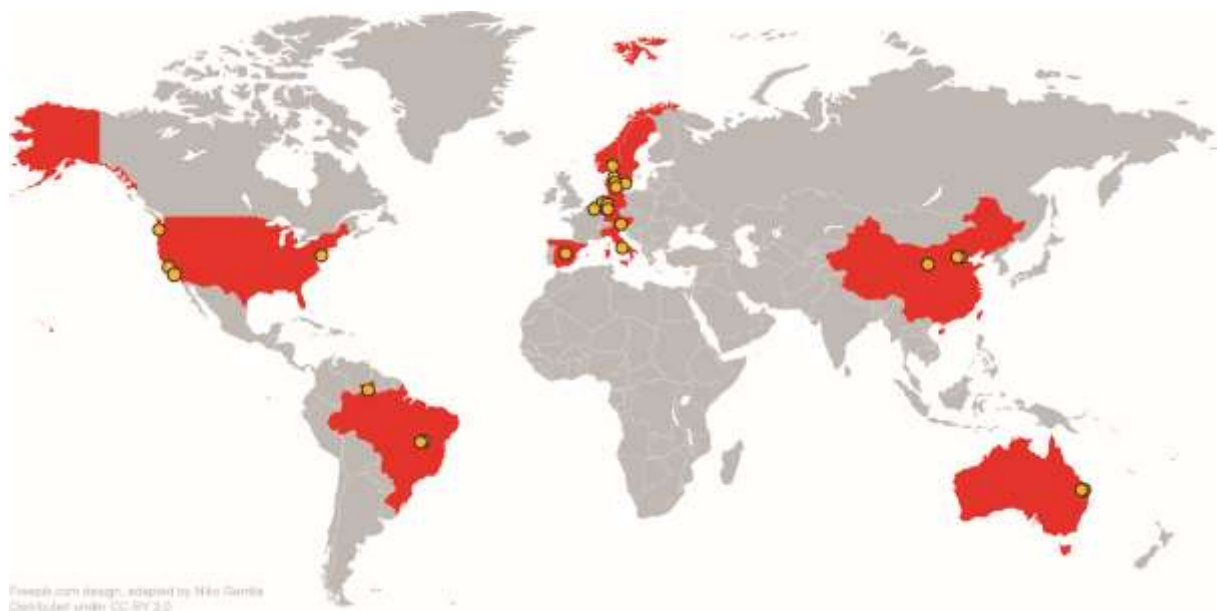 Freepik.com design, adapted by Niko Gentile
Distributed under CC BY 3.0